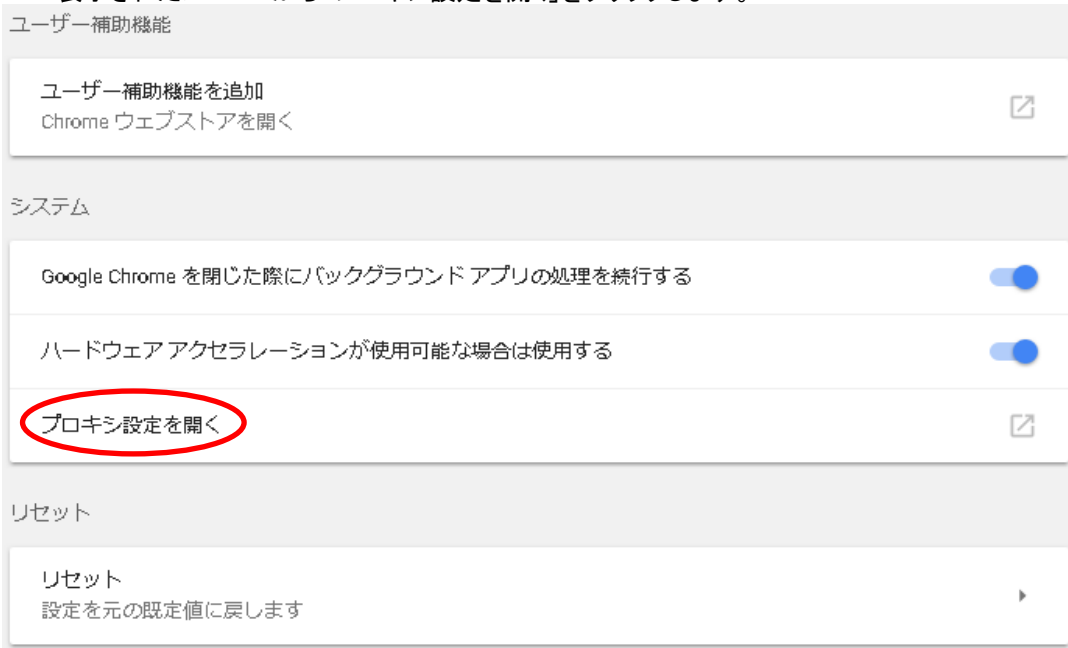 ユーザー補助機能
ユーザー補助機能を追加
Chrome ウェブストアを開く
システム
Google Chrome を閉じた際にバックグラウンド アプリの処理を続行する
ハードウェア アクセラレーションが使用可能な場合は使用する
プロキシ設定を開く
リセット
リセット
設定を元の既定値に戻します